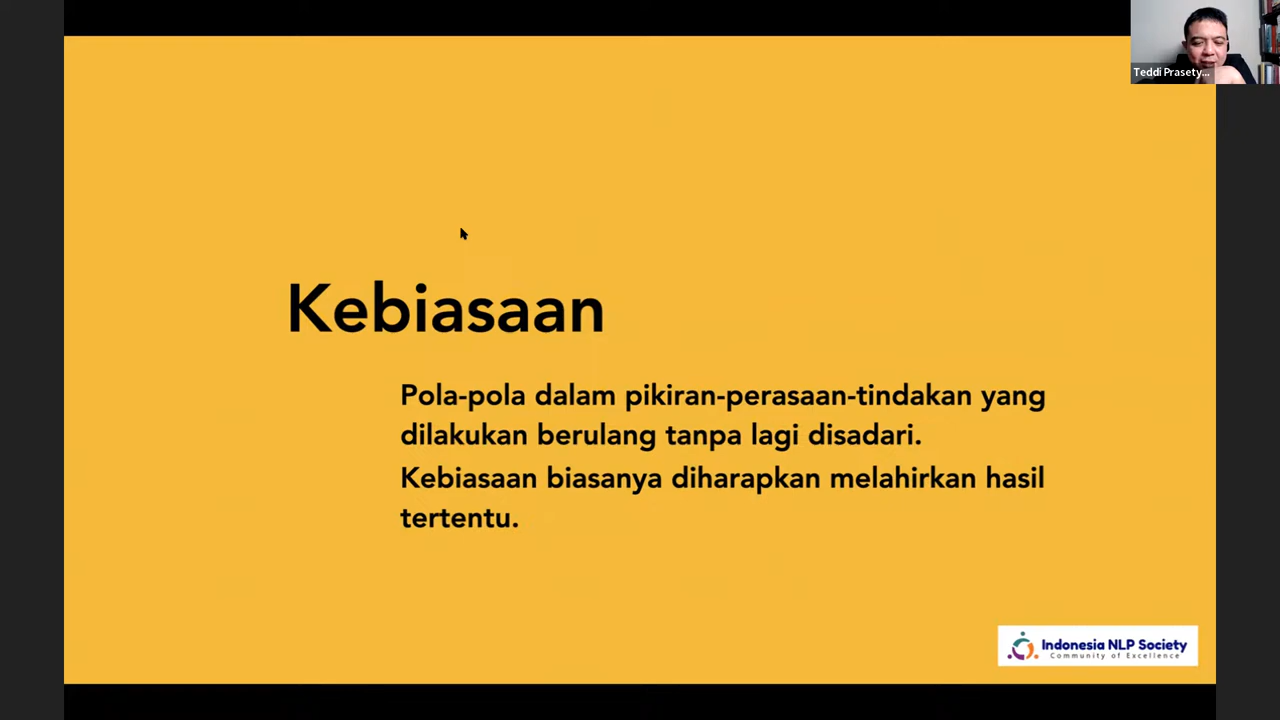 Teddi Prasety...
Kebiasaan
Pola-pola dalam pikiran-perasaan-tindakan yang
dilakukan berulang tanpa lagi disadari.
Kebiasaan biasanya diharapkan melahirkan hasil
tertentu.
Indonesia NLP Society
Community of Excellence